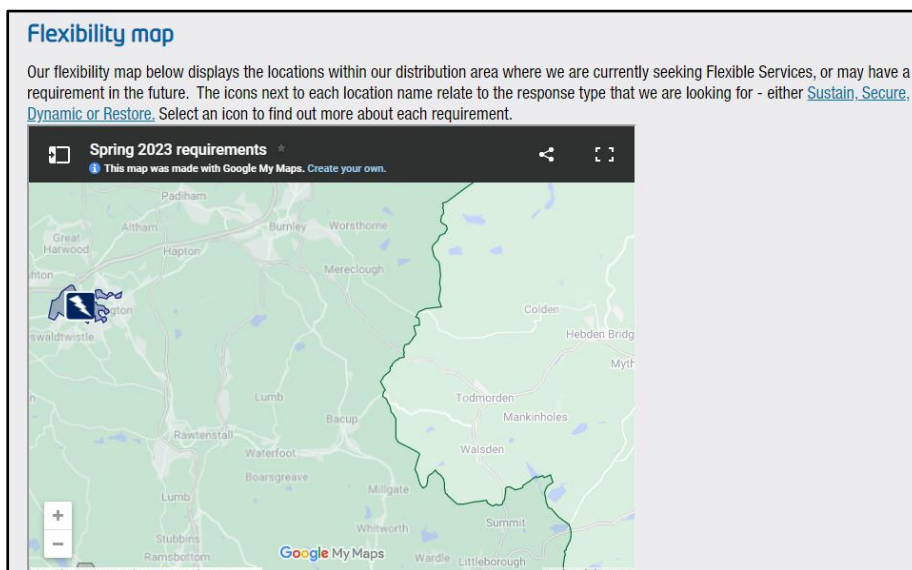 Flexibility map
Our flexibility map below displays the locations within our distribution area where we are currently seeking Flexible Services, or may have a
requirement in the future. The icons next to each location name relate to the response type that we are looking for - either Sustain, Secure,
Dynamic or Restore. Select an icon to find out more about each requirement.
Spring 2023 requirements
This map was made with Google My Maps. Create your own.
Padiham
Altham
Burnley
Worsthorne
Great
Harwood
Hapton
Mereclough
hton
gton
swaldtwistle
Colden
Hebden Bridg
Myth
Lumb
Todmorden
Mankinholes
Bacup
Rawtenstall
Walsden
Waterfoot
Boarsgreave
Millgate
Lumb
Whitworth
Summit
Stubbins
Ramsbottom
Google My Maps
Wardle
Littleborough